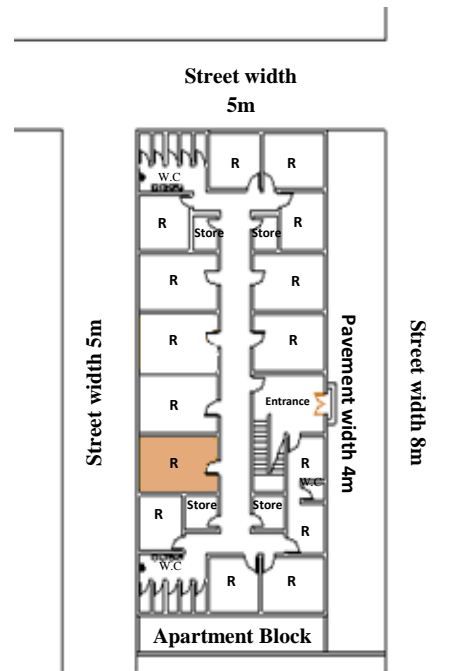 Street width
5m
W.C
R
R
R
Store
Store
R
R
R
R
R
R
Entrance
R
R
W.C
R
Store
Store
R
W.C
R
R
Apartment Block
Street width 5m
Pavement width 4m
Street width 8m